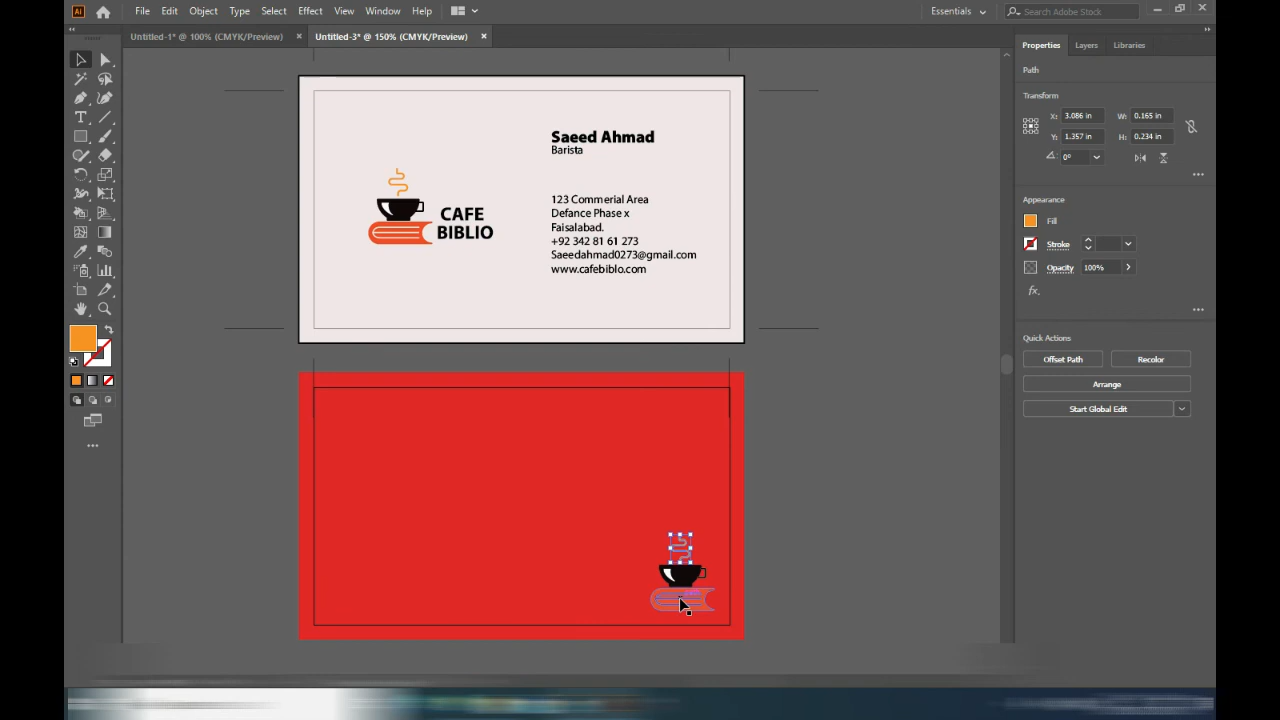 Ai File Edit Object Type Select Effect View Window Help Essentials Search Adobe Stock
Untitled-1* @ 100% (CMYK/Preview) × Untitled-3* @ 150% (CMYK/Preview) ×
Properties Layers Libraries
Path
Transform
X: 3.086 in W: 0.165 in
Y: 1.357 in H: 0.234 in
0°
Appearance
Fill
Stroke
Opacity 100%
fx.
Quick Actions
Offset Path Recolor
Arrange
Start Global Edit
Saeed Ahmad
Barista
CAFE
BIBLIO
123 Commerial Area
Defance Phase x
Faisalabad.
+92 342 81 61 273
Saeedahmad0273@gmail.com
www.cafebiblo.com